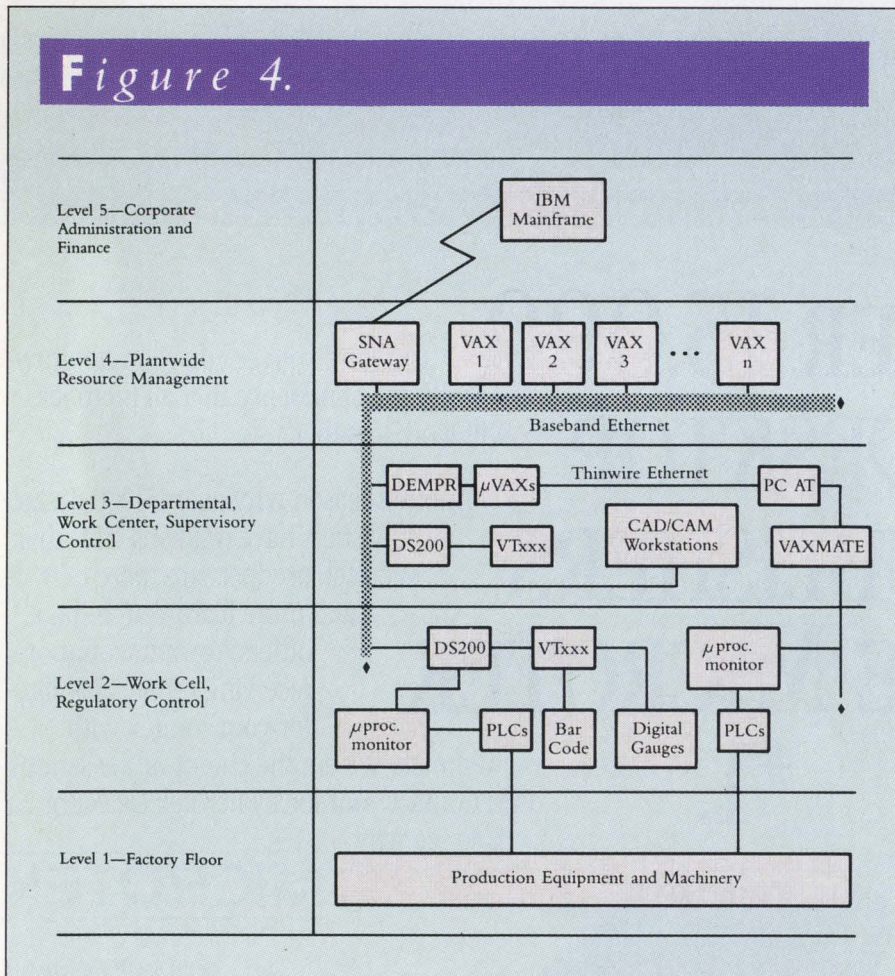 Figure 4.
Level 5—Corporate
Administration and
Finance
IBM
Mainframe
Level 4—Plantwide
Resource Management
SNA
Gateway
VAX
1
VAX
2
VAX
3
...
VAX
n
Baseband Ethernet
Level 3—Departmental,
Work Center, Supervisory
Control
DEMPR
µVAXs
Thinwire Ethernet
PC AT
DS200
VTxxx
CAD/CAM
Workstations
VAXMATE
Level 2—Work Cell,
Regulatory Control
DS200
VTxxx
µproc.
monitor
µproc.
monitor
PLCs
Bar
Code
Digital
Gauges
PLCs
Level 1—Factory Floor
Production Equipment and Machinery